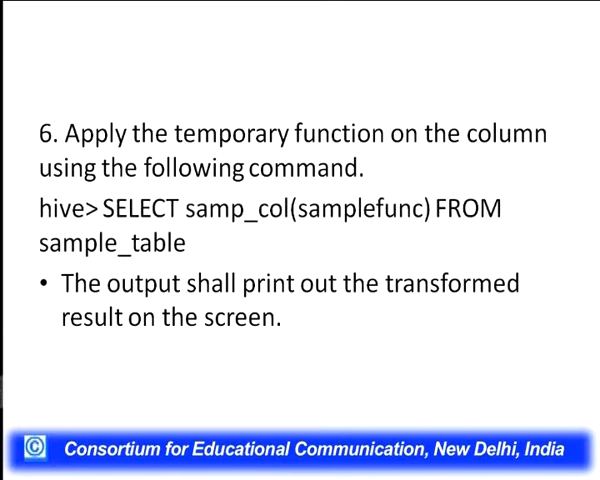 6. Apply the temporary function on the column
using the following command.
hive> SELECT samp_col(samplefunc) FROM
sample_table
• The output shall print out the transformed
result on the screen.
© Consortium for Educational Communication, New Delhi, India